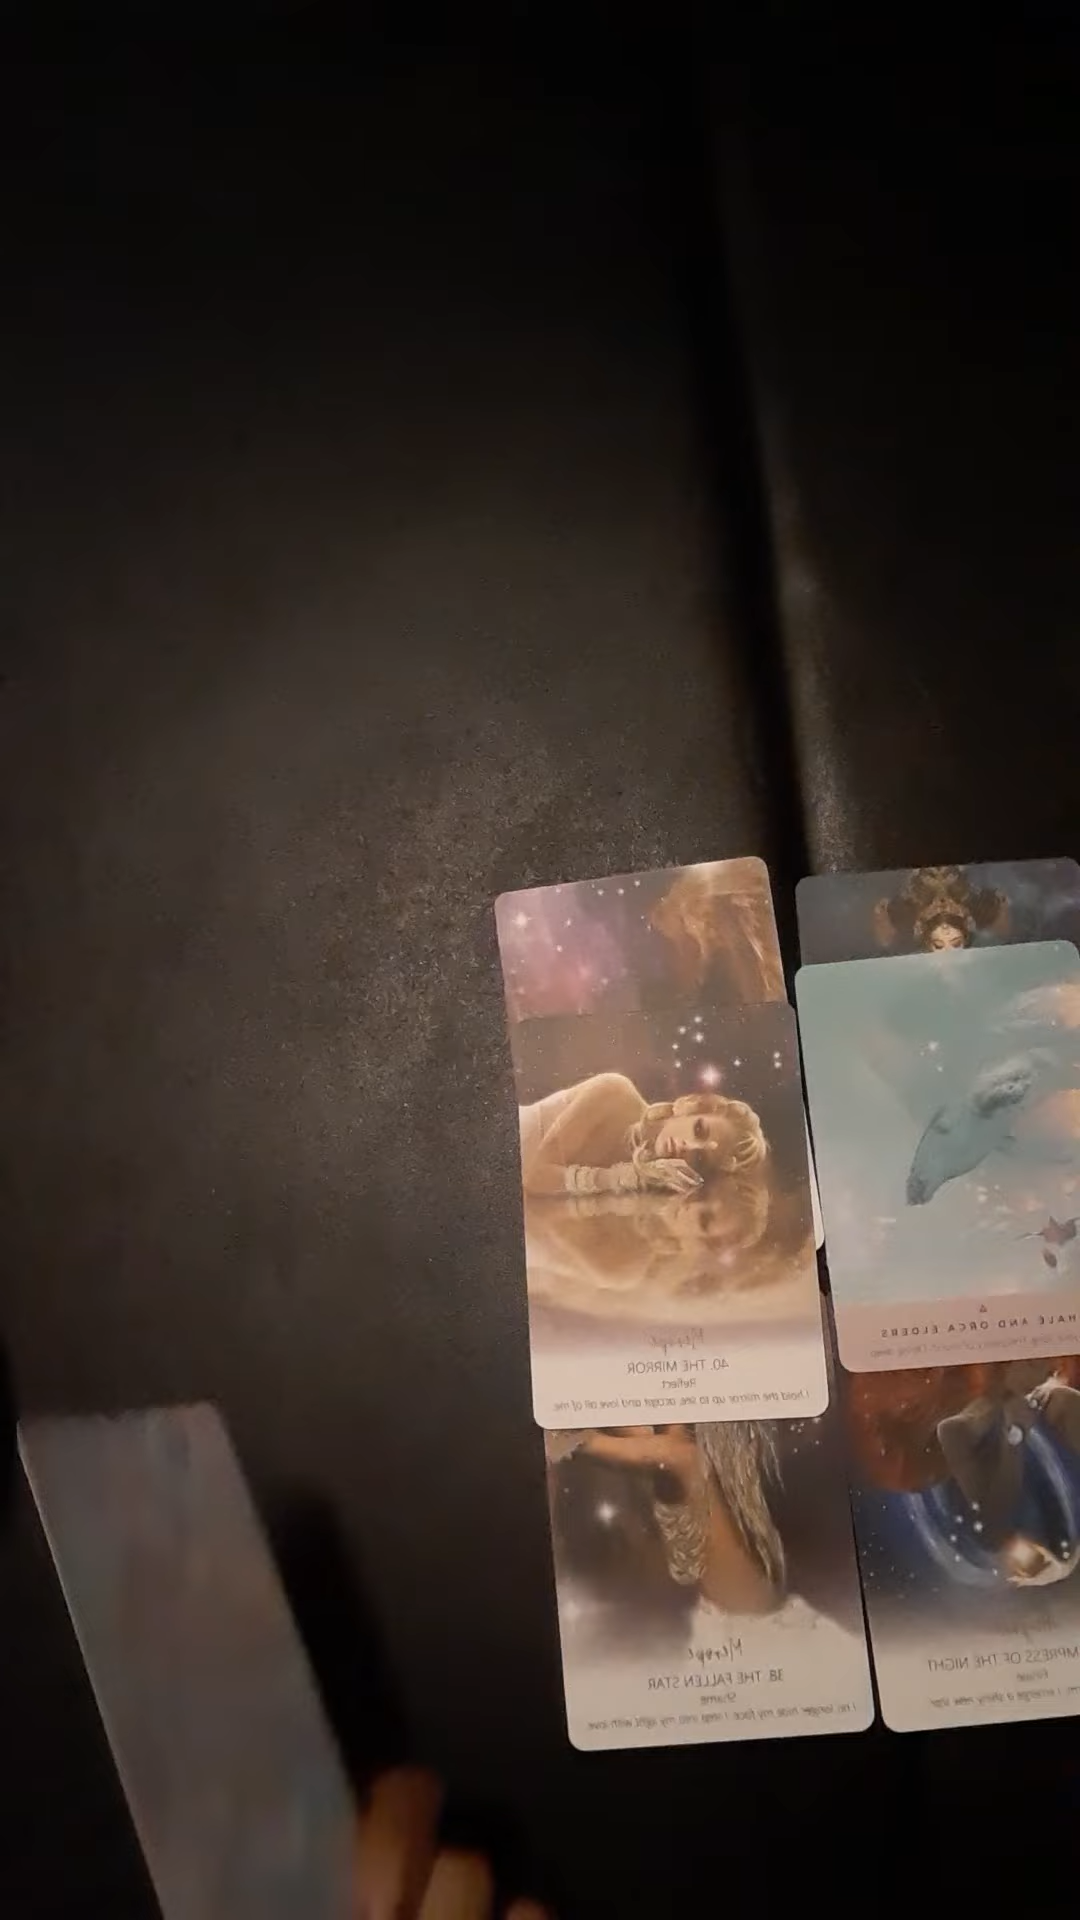 Merope
40. THE MIRROR
Reflect
I hold the mirror up to see, accept and love all of me.
HALE AND ORCA ELDERS
Merope
38. THE FALLEN STAR
Shame
I no longer hide my face. I step into my light with love
MPRESS OF THE NIGHT